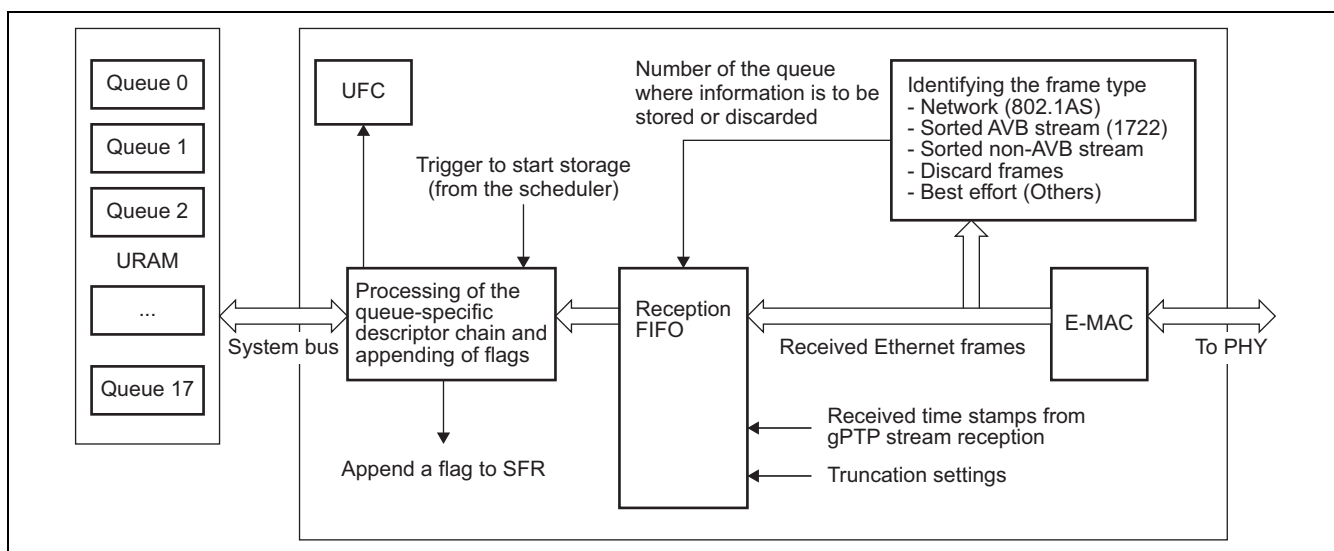 Queue 0
Queue 1
Queue 2
URAM
...
Queue 17
System bus
UFC
Trigger to start storage
(from the scheduler)
Processing of the
queue-specific
descriptor chain and
appending of flags
Append a flag to SFR
Number of the queue
where information is to be
stored or discarded
Reception
FIFO
Identifying the frame type
- Network (802.1AS)
- Sorted AVB stream (1722)
- Sorted non-AVB stream
- Discard frames
- Best effort (Others)
Received Ethernet frames
E-MAC
To PHY
Received time stamps from
gPTP stream reception
Truncation settings